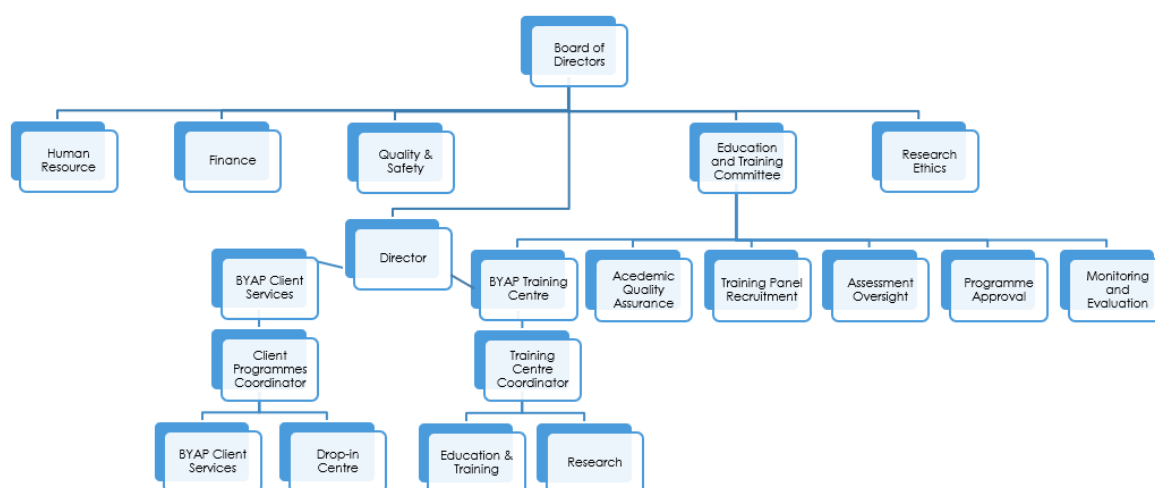 Board of
Directors
Human
Resource
Finance
Quality &
Safety
Education
and Training
Committee
Research
Ethics
Director
BYAP Client
Services
BYAP Training
Centre
Acedemic
Quality
Assurance
Training Panel
Recruitment
Assessment
Oversight
Programme
Approval
Monitoring
and
Evaluation
Client
Programmes
Coordinator
Training
Centre
Coordinator
BYAP Client
Services
Drop-in
Centre
Education &
Training
Research